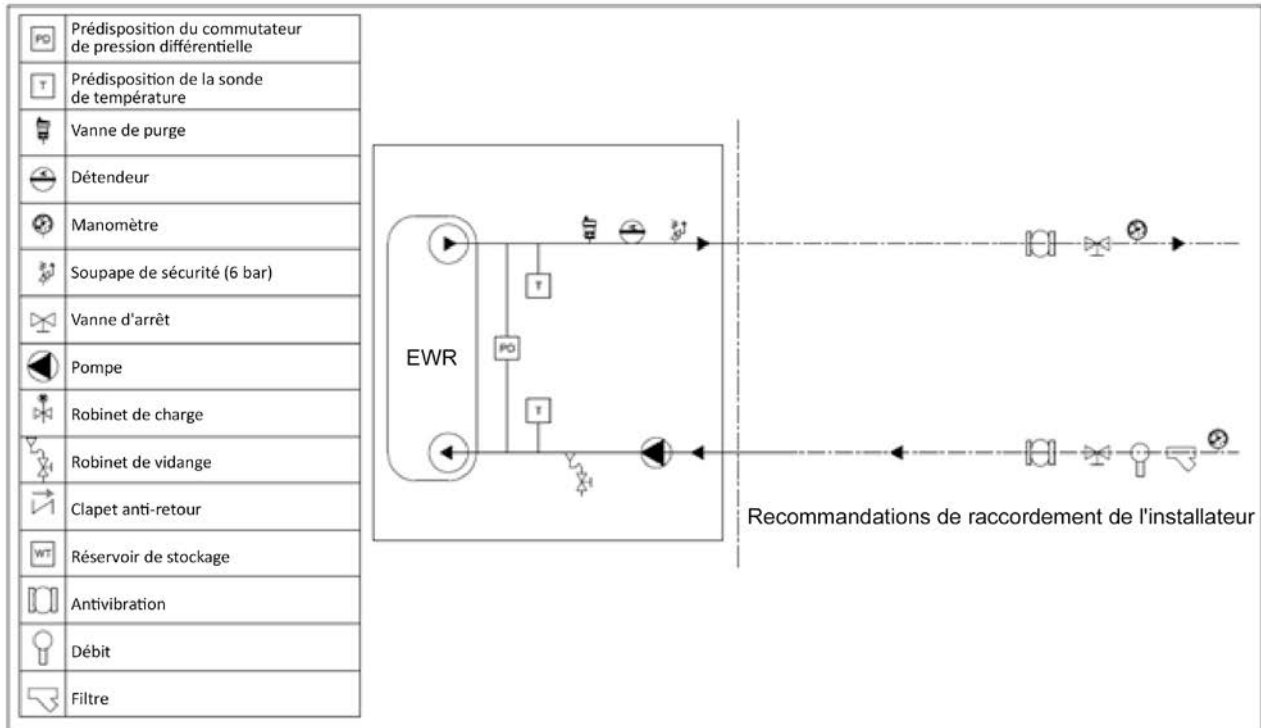 PD
Prédisposition du commutateur
de pression différentielle
T
Prédisposition de la sonde
de température
Vanne de purge
Détendeur
Manomètre
Soupape de sécurité (6 bar)
Vanne d'arrêt
Pompe
Robinet de charge
Robinet de vidange
Clapet anti-retour
WT
Réservoir de stockage
Antivibration
Débit
Filtre
T
PD
EWR
T
Recommandations de raccordement de l'installateur